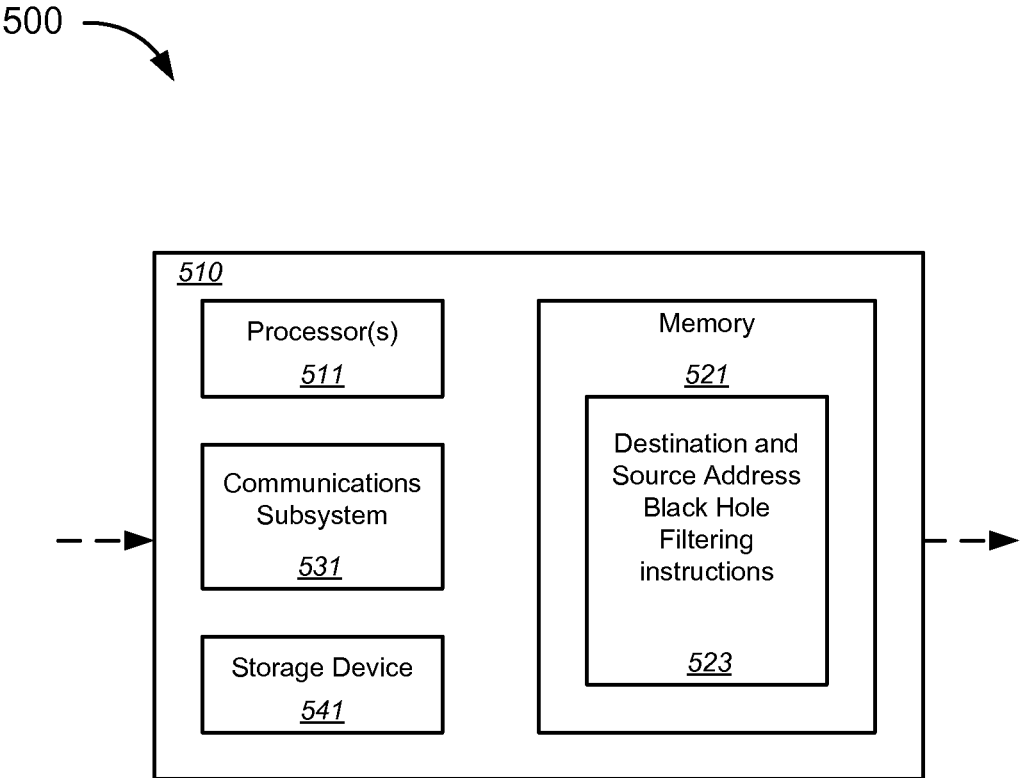 500
510
Processor(s)
511
Communications
Subsystem
531
Storage Device
541
Memory
521
Destination and
Source Address
Black Hole
Filtering
instructions
523